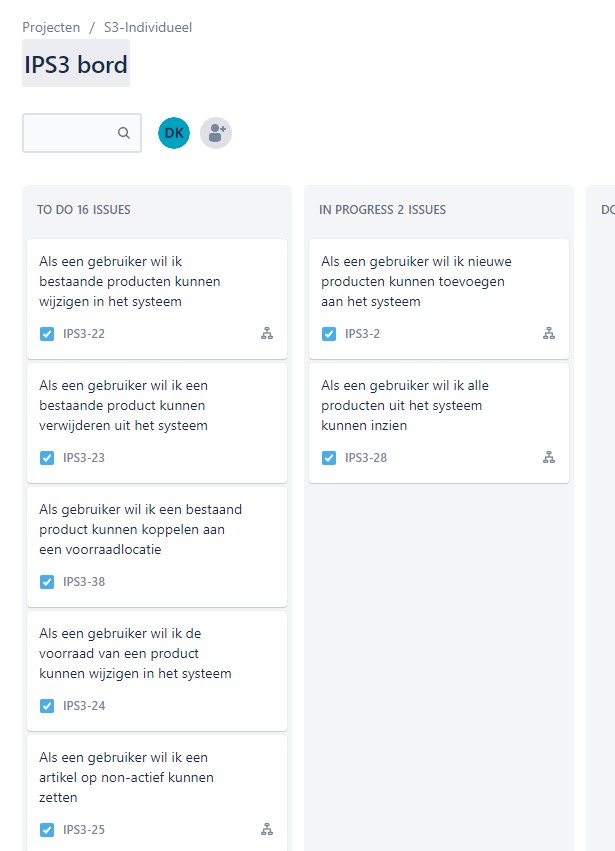 Projecten / S3-Individueel
IPS3 bord
DK
TO DO 16 ISSUES
Als een gebruiker wil ik
bestaande producten kunnen
wijzigen in het systeem
IPS3-22
Als een gebruiker wil ik een
bestaande product kunnen
verwijderen uit het systeem
IPS3-23
Als gebruiker wil ik een bestaand
product kunnen koppelen aan
een voorraadlocatie
IPS3-38
Als een gebruiker wil ik de
voorraad van een product
kunnen wijzigen in het systeem
IPS3-24
Als een gebruiker wil ik een
artikel op non-actief kunnen
zetten
IPS3-25
IN PROGRESS 2 ISSUES
Als een gebruiker wil ik nieuwe
producten kunnen toevoegen
aan het systeem
IPS3-2
Als een gebruiker wil ik alle
producten uit het systeem
kunnen inzien
IPS3-28